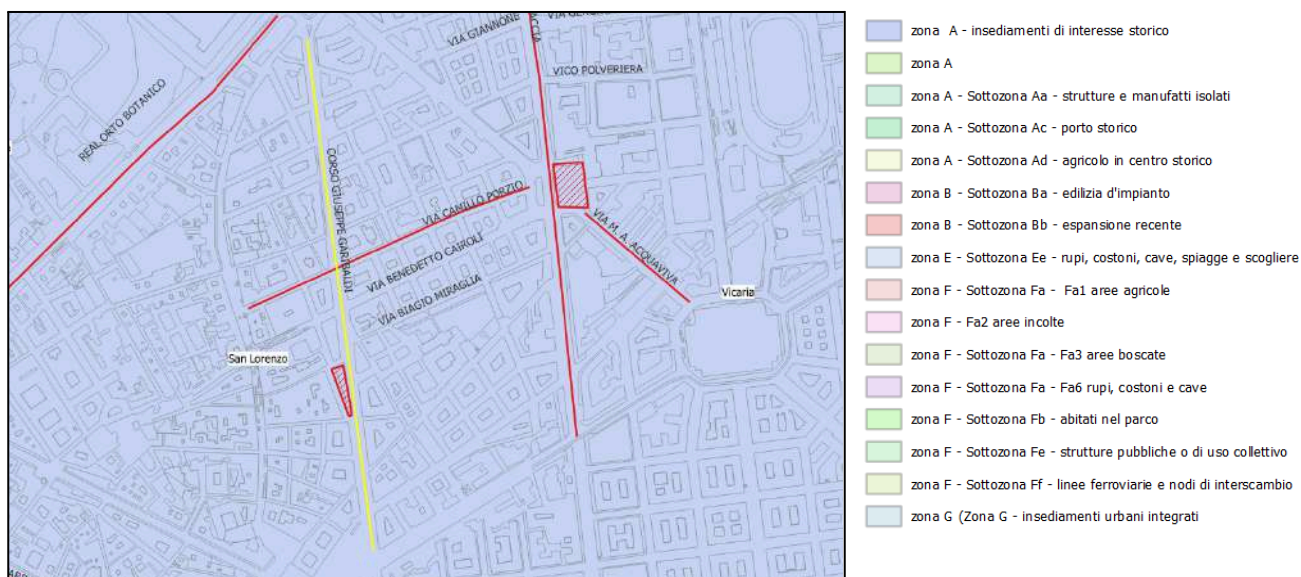 VIA GIANNONE
VICO POLVERIERA
REAL ORTO BOTANICO
CORSO GIUSEPPE GARIBALDI
VIA CAMILLO PORZIO
VIA BENEDETTO CAIROLI
VIA BIAGIO MIRAGLIA
VIA M. A. ACQUAVIVA
Vicaria
San Lorenzo
zona A - insediamenti di interesse storico
zona A
zona A - Sottozona Aa - strutture e manufatti isolati
zona A - Sottozona Ac - porto storico
zona A - Sottozona Ad - agricolo in centro storico
zona B - Sottozona Ba - edilizia d'impianto
zona B - Sottozona Bb - espansione recente
zona E - Sottozona Ee - rupi, costoni, cave, spiagge e scogliere
zona F - Sottozona Fa - Fa1 aree agricole
zona F - Fa2 aree incolte
zona F - Sottozona Fa - Fa3 aree boscate
zona F - Sottozona Fa - Fa6 rupi, costoni e cave
zona F - Sottozona Fb - abitati nel parco
zona F - Sottozona Fe - strutture pubbliche o di uso collettivo
zona F - Sottozona Ff - linee ferroviarie e nodi di interscambio
zona G (Zona G - insediamenti urbani integrati